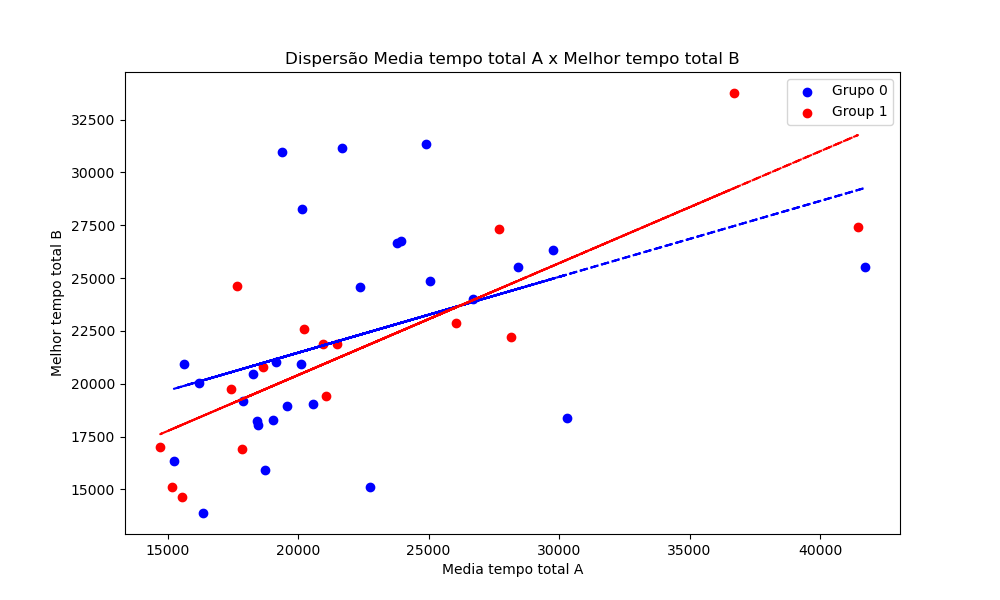 Dispersão Media tempo total A x Melhor tempo total B
Grupo 0
Group 1
Melhor tempo total B
32500
30000
27500
25000
22500
20000
17500
15000
15000
20000
25000
30000
35000
40000
Media tempo total A